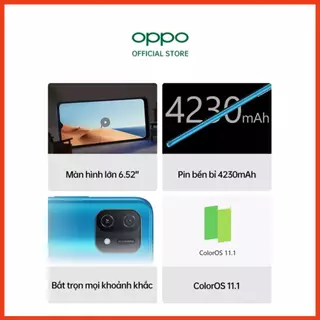 oppo
OFFICIAL STORE
4230mAh
Màn hình lớn 6.52"
Pin bền bỉ 4230mAh
ColorOS 11.1
Bắt trọn mọi khoảnh khắc
ColorOS 11.1